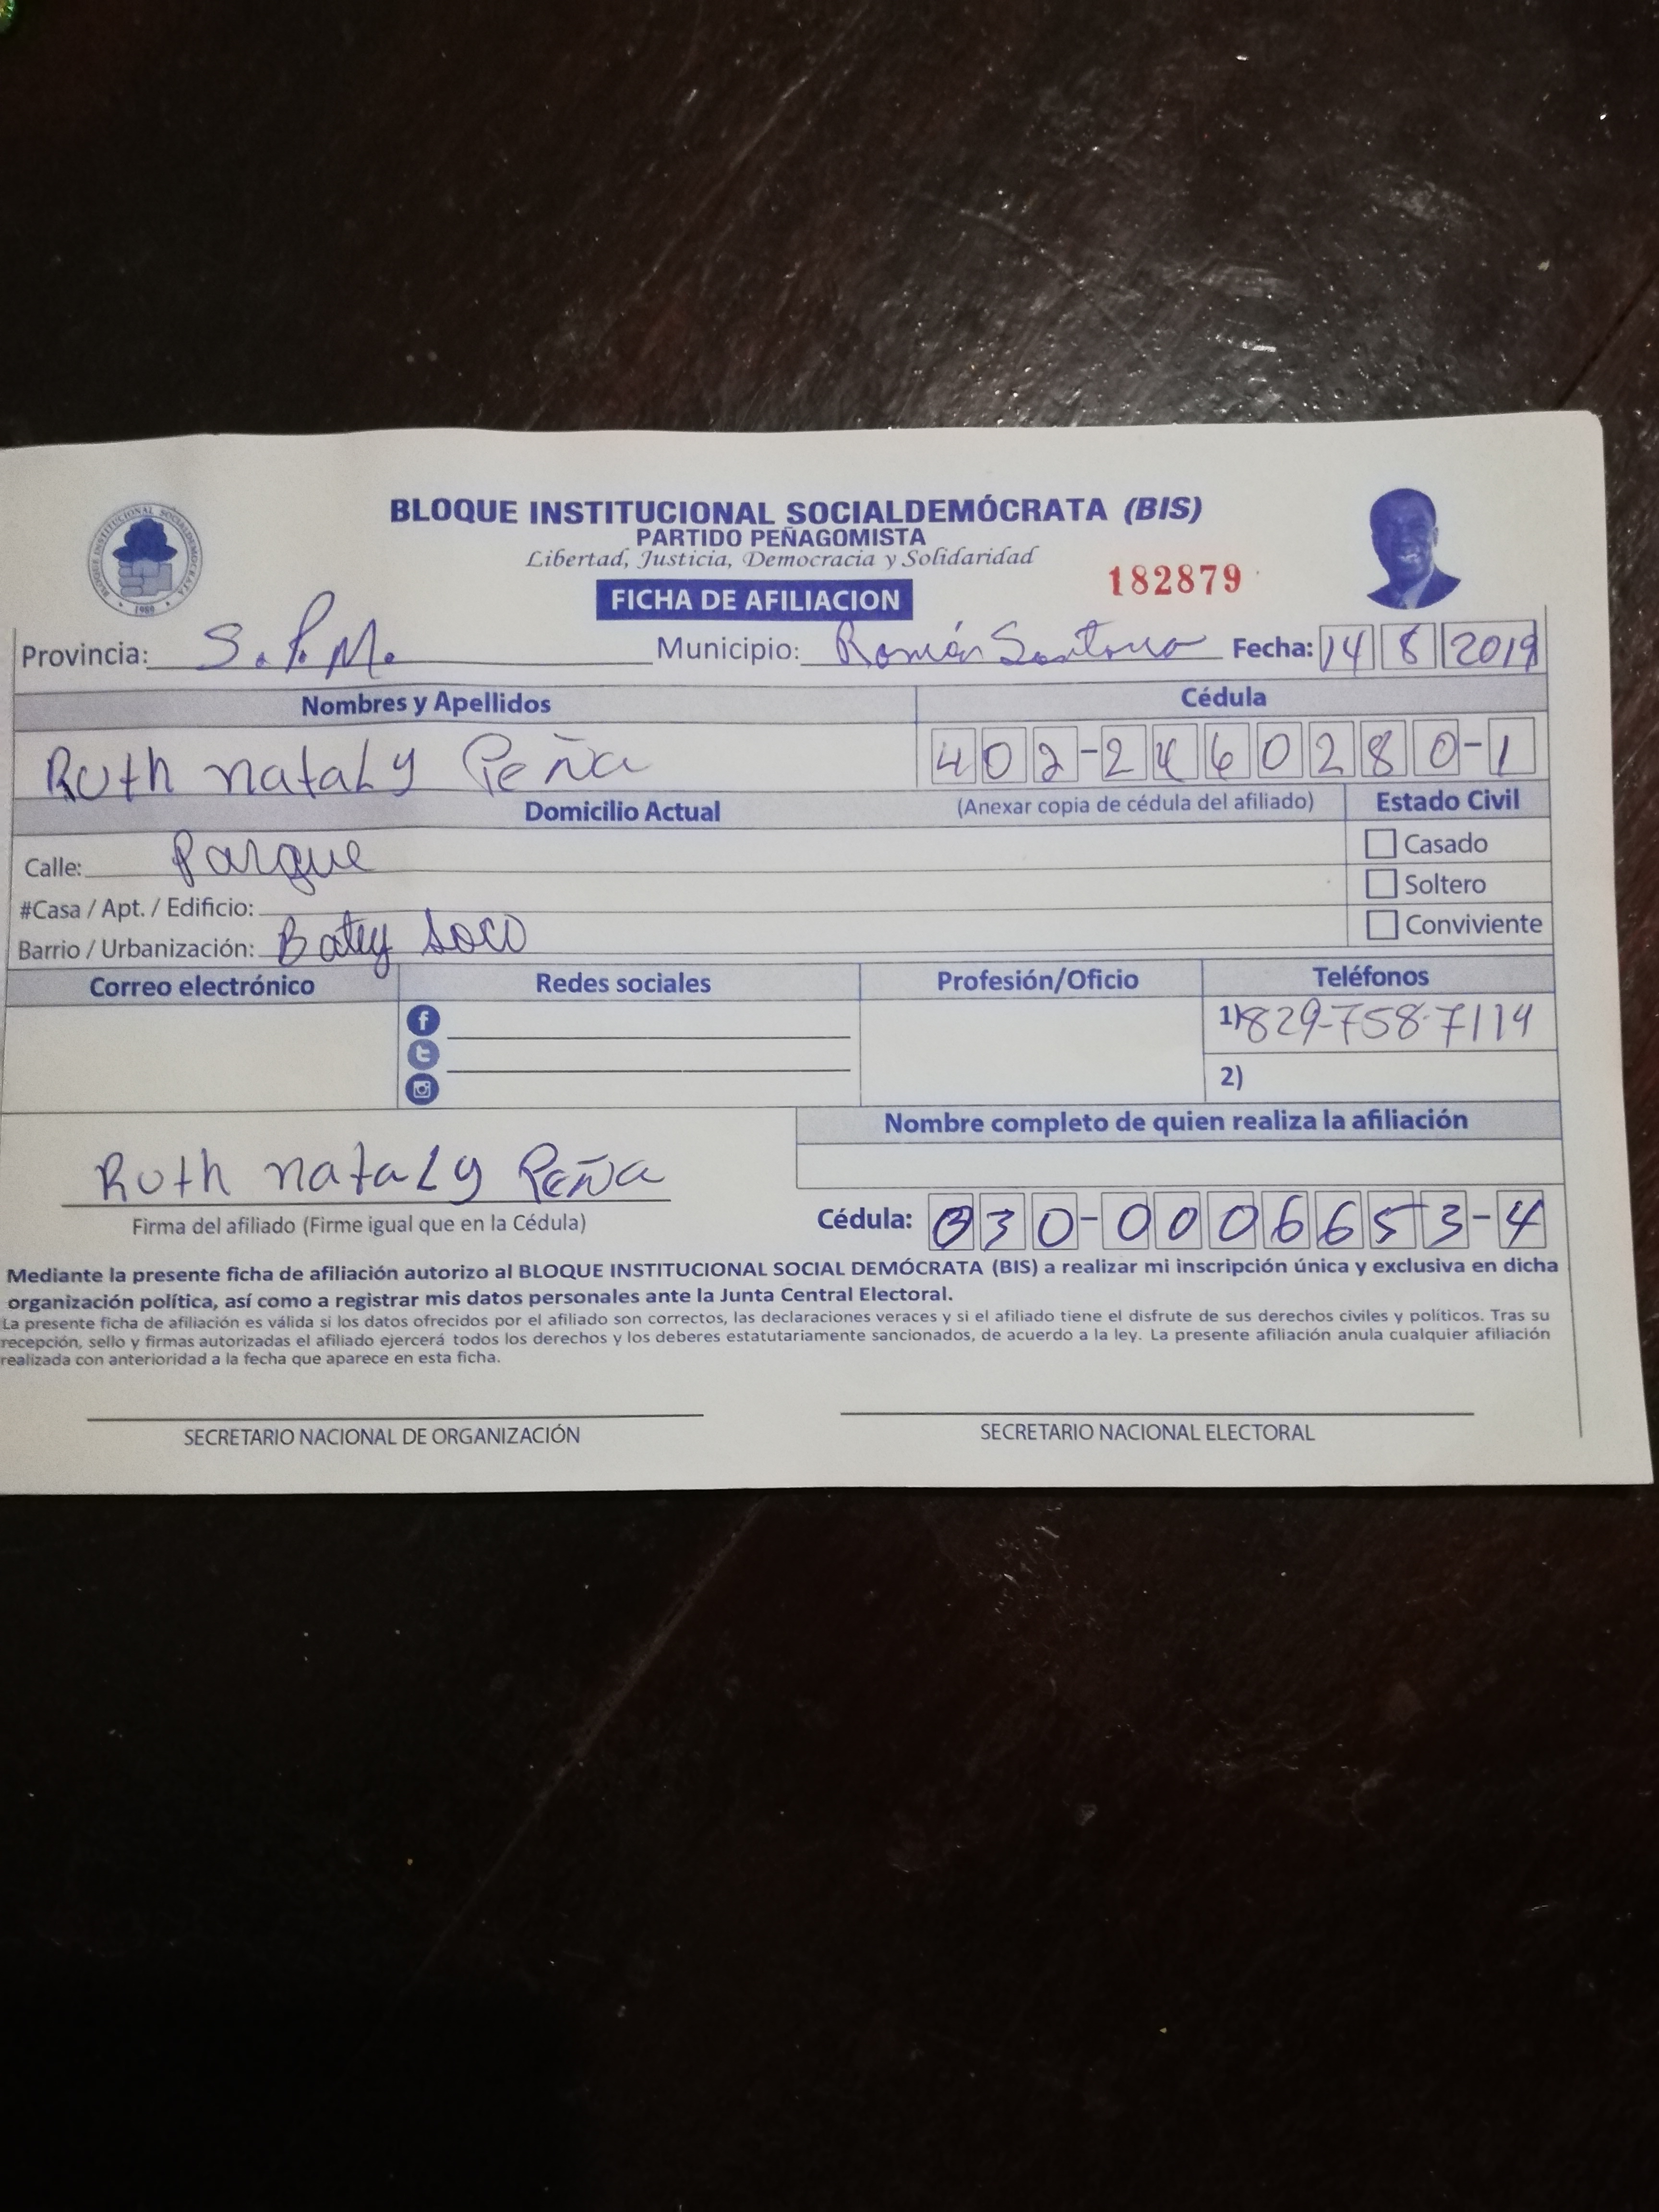 BLOQUE INSTITUCIONAL SOCIALDEMÓCRATA (BIS)
PARTIDO PEÑAGOMISTA
Libertad, Justicia, Democracia y Solidaridad
182879
FICHA DE AFILIACION
BLOQUE INSTITUCIONAL SOCIALDEMOCRATA
1989
Provincia: S.P.M. Municipio: Román Santana Fecha: 14 8 2019
Nombres y Apellidos Cédula
Ruth nataLy Peña 402-2460280-1
Domicilio Actual (Anexar copia de cédula del afiliado) Estado Civil
Calle: Parque Casado
#Casa / Apt. / Edificio: Soltero
Barrio / Urbanización: Batey Soco Conviviente
Correo electrónico Redes sociales Profesión/Oficio Teléfonos
1) 829-758-7114
2)
Nombre completo de quien realiza la afiliación
Ruth nataLy Peña
Firma del afiliado (Firme igual que en la Cédula) Cédula: 030-0006653-4
Mediante la presente ficha de afiliación autorizo al BLOQUE INSTITUCIONAL SOCIAL DEMÓCRATA (BIS) a realizar mi inscripción única y exclusiva en dicha
organización política, así como a registrar mis datos personales ante la Junta Central Electoral.
La presente ficha de afiliación es válida si los datos ofrecidos por el afiliado son correctos, las declaraciones veraces y si el afiliado tiene el disfrute de sus derechos civiles y políticos. Tras su
recepción, sello y firmas autorizadas el afiliado ejercerá todos los derechos y los deberes estatutariamente sancionados, de acuerdo a la ley. La presente afiliación anula cualquier afiliación
realizada con anterioridad a la fecha que aparece en esta ficha.
SECRETARIO NACIONAL DE ORGANIZACIÓN SECRETARIO NACIONAL ELECTORAL